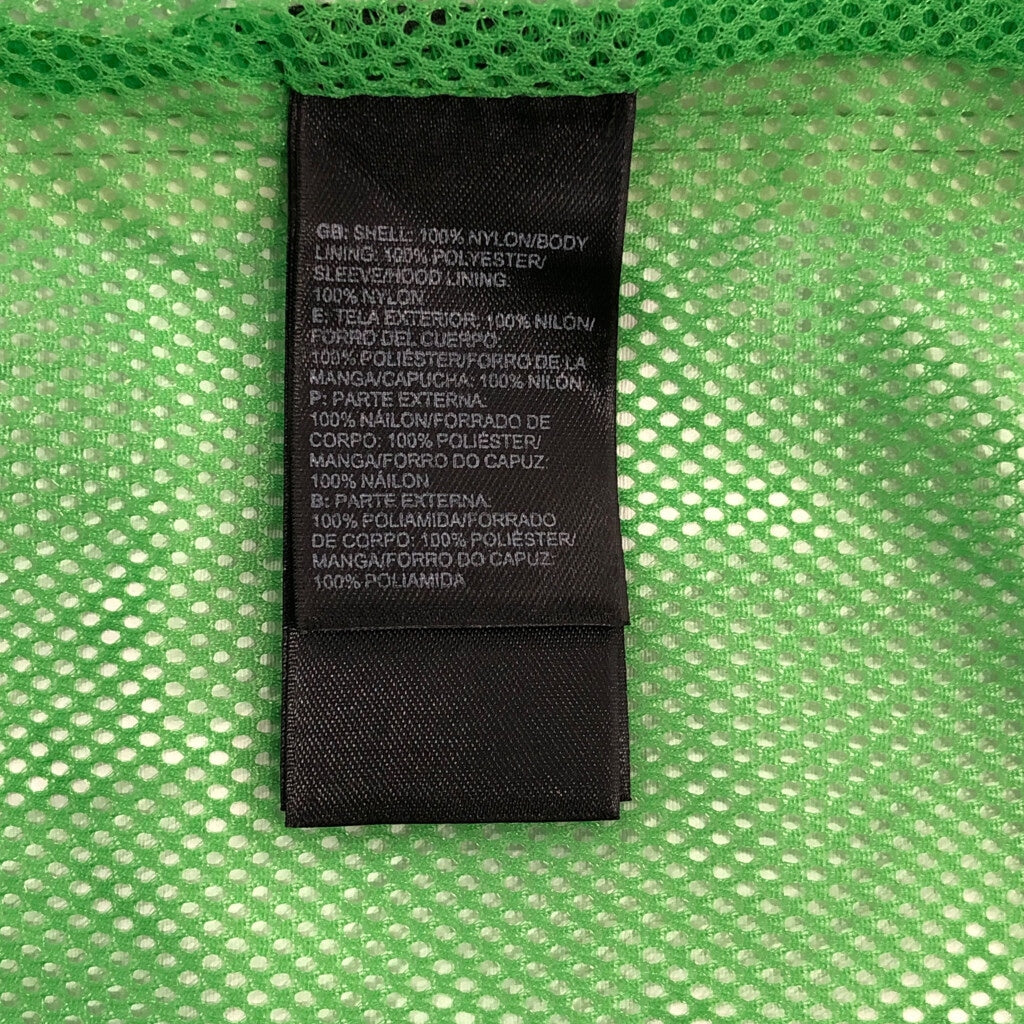 GB: SHELL: 100% NYLON/BODY
LINING: 100% POLYESTER/
SLEEVE/HOOD LINING:
100% NYLON
E: TELA EXTERIOR: 100% NILÓN/
FORRO DEL CUERPO:
100% POLIÉSTER/FORRO DE LA
MANGA/CAPUCHA: 100% NILÓN
P: PARTE EXTERNA:
100% NÁILON/FORRADO DE
CORPO: 100% POLIÉSTER/
MANGA/FORRO DO CAPUZ:
100% NÁILON
B: PARTE EXTERNA:
100% POLIAMIDA/FORRADO
DE CORPO: 100% POLIÉSTER/
MANGA/FORRO DO CAPUZ:
100% POLIAMIDA